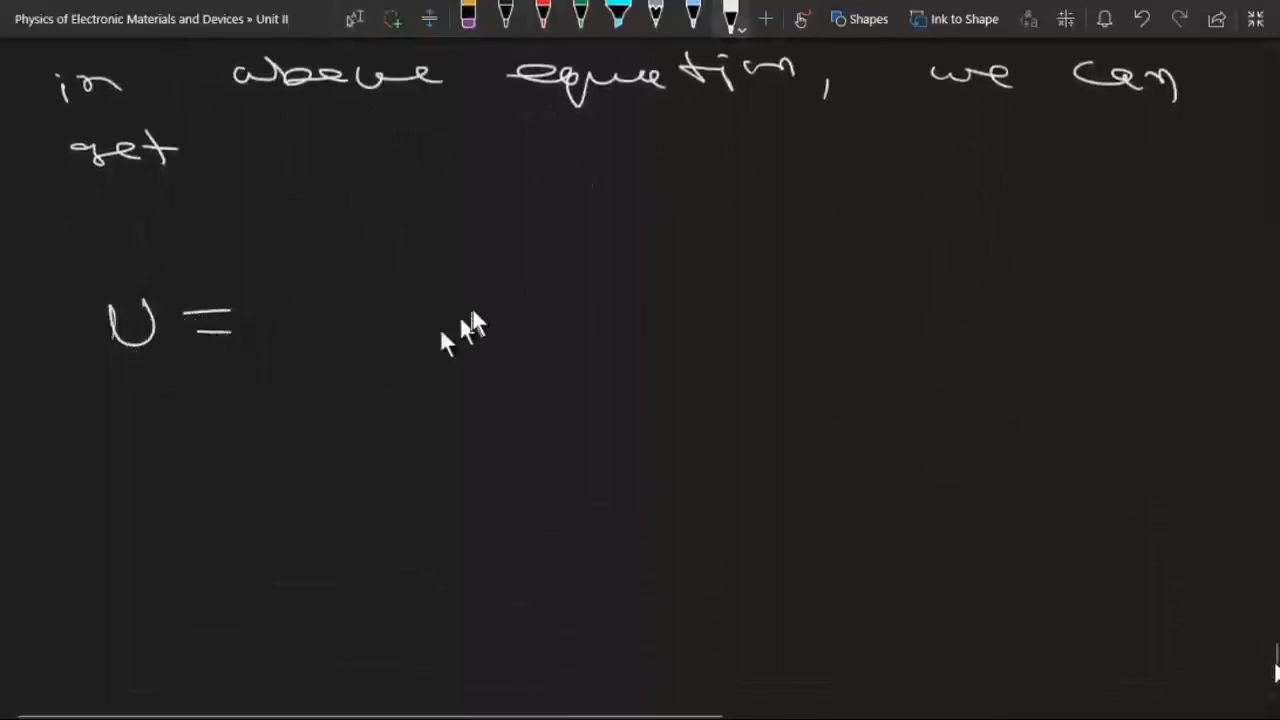 Physics of Electronic Materials and Devices » Unit II
Shapes
Ink to Shape
in above equation, we can
get
U =